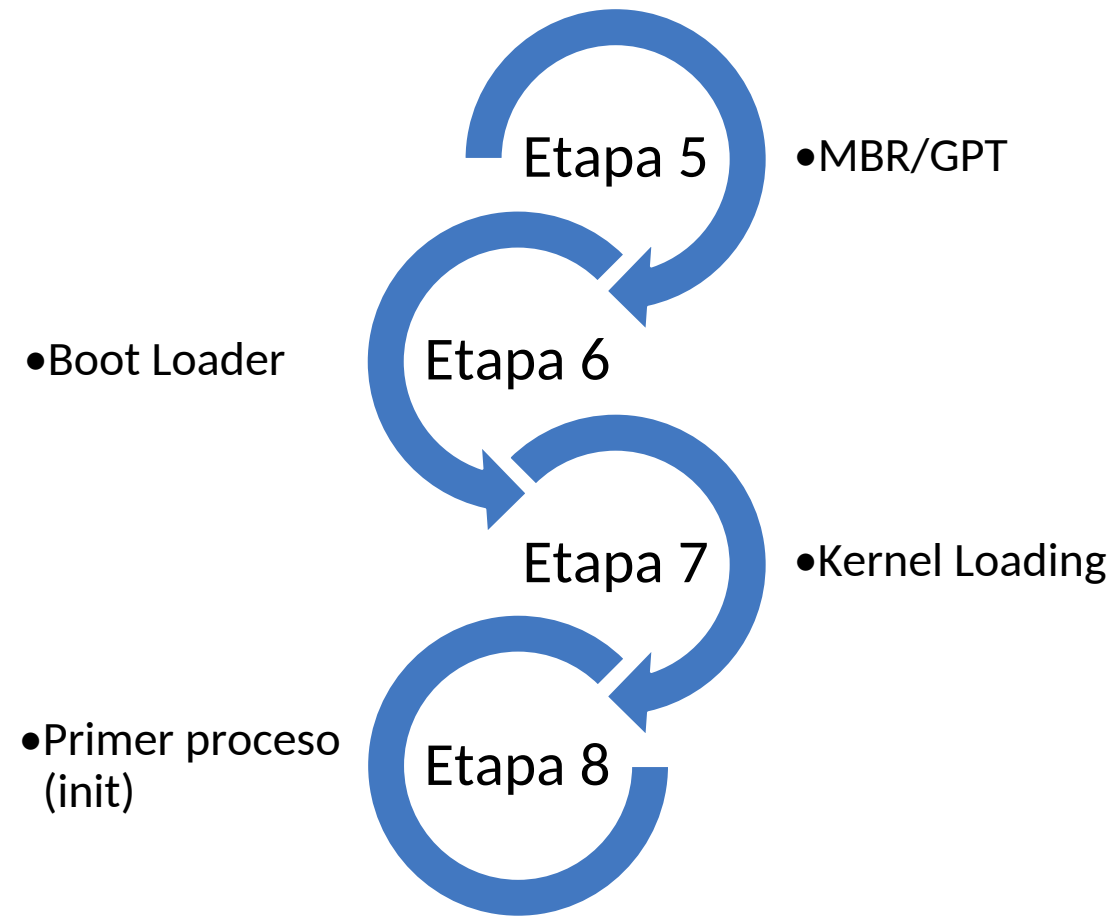 Etapa 5
•MBR/GPT
•Boot Loader
Etapa 6
Etapa 7
•Kernel Loading
•Primer proceso
(init)
Etapa 8